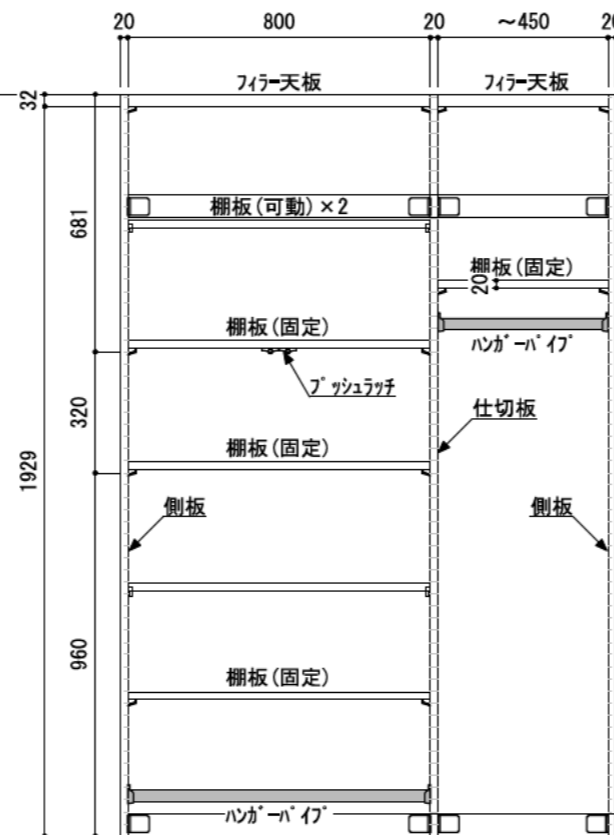 20 800 20 ～450 20
フィラー天板 フィラー天板
32
棚板(可動)×2
681
棚板(固定)
20
棚板(固定)
ハンガーパイプ
プッシュラッチ
320
仕切板
棚板(固定)
1929
側板 側板
960
棚板(固定)
ハンガーパイプ